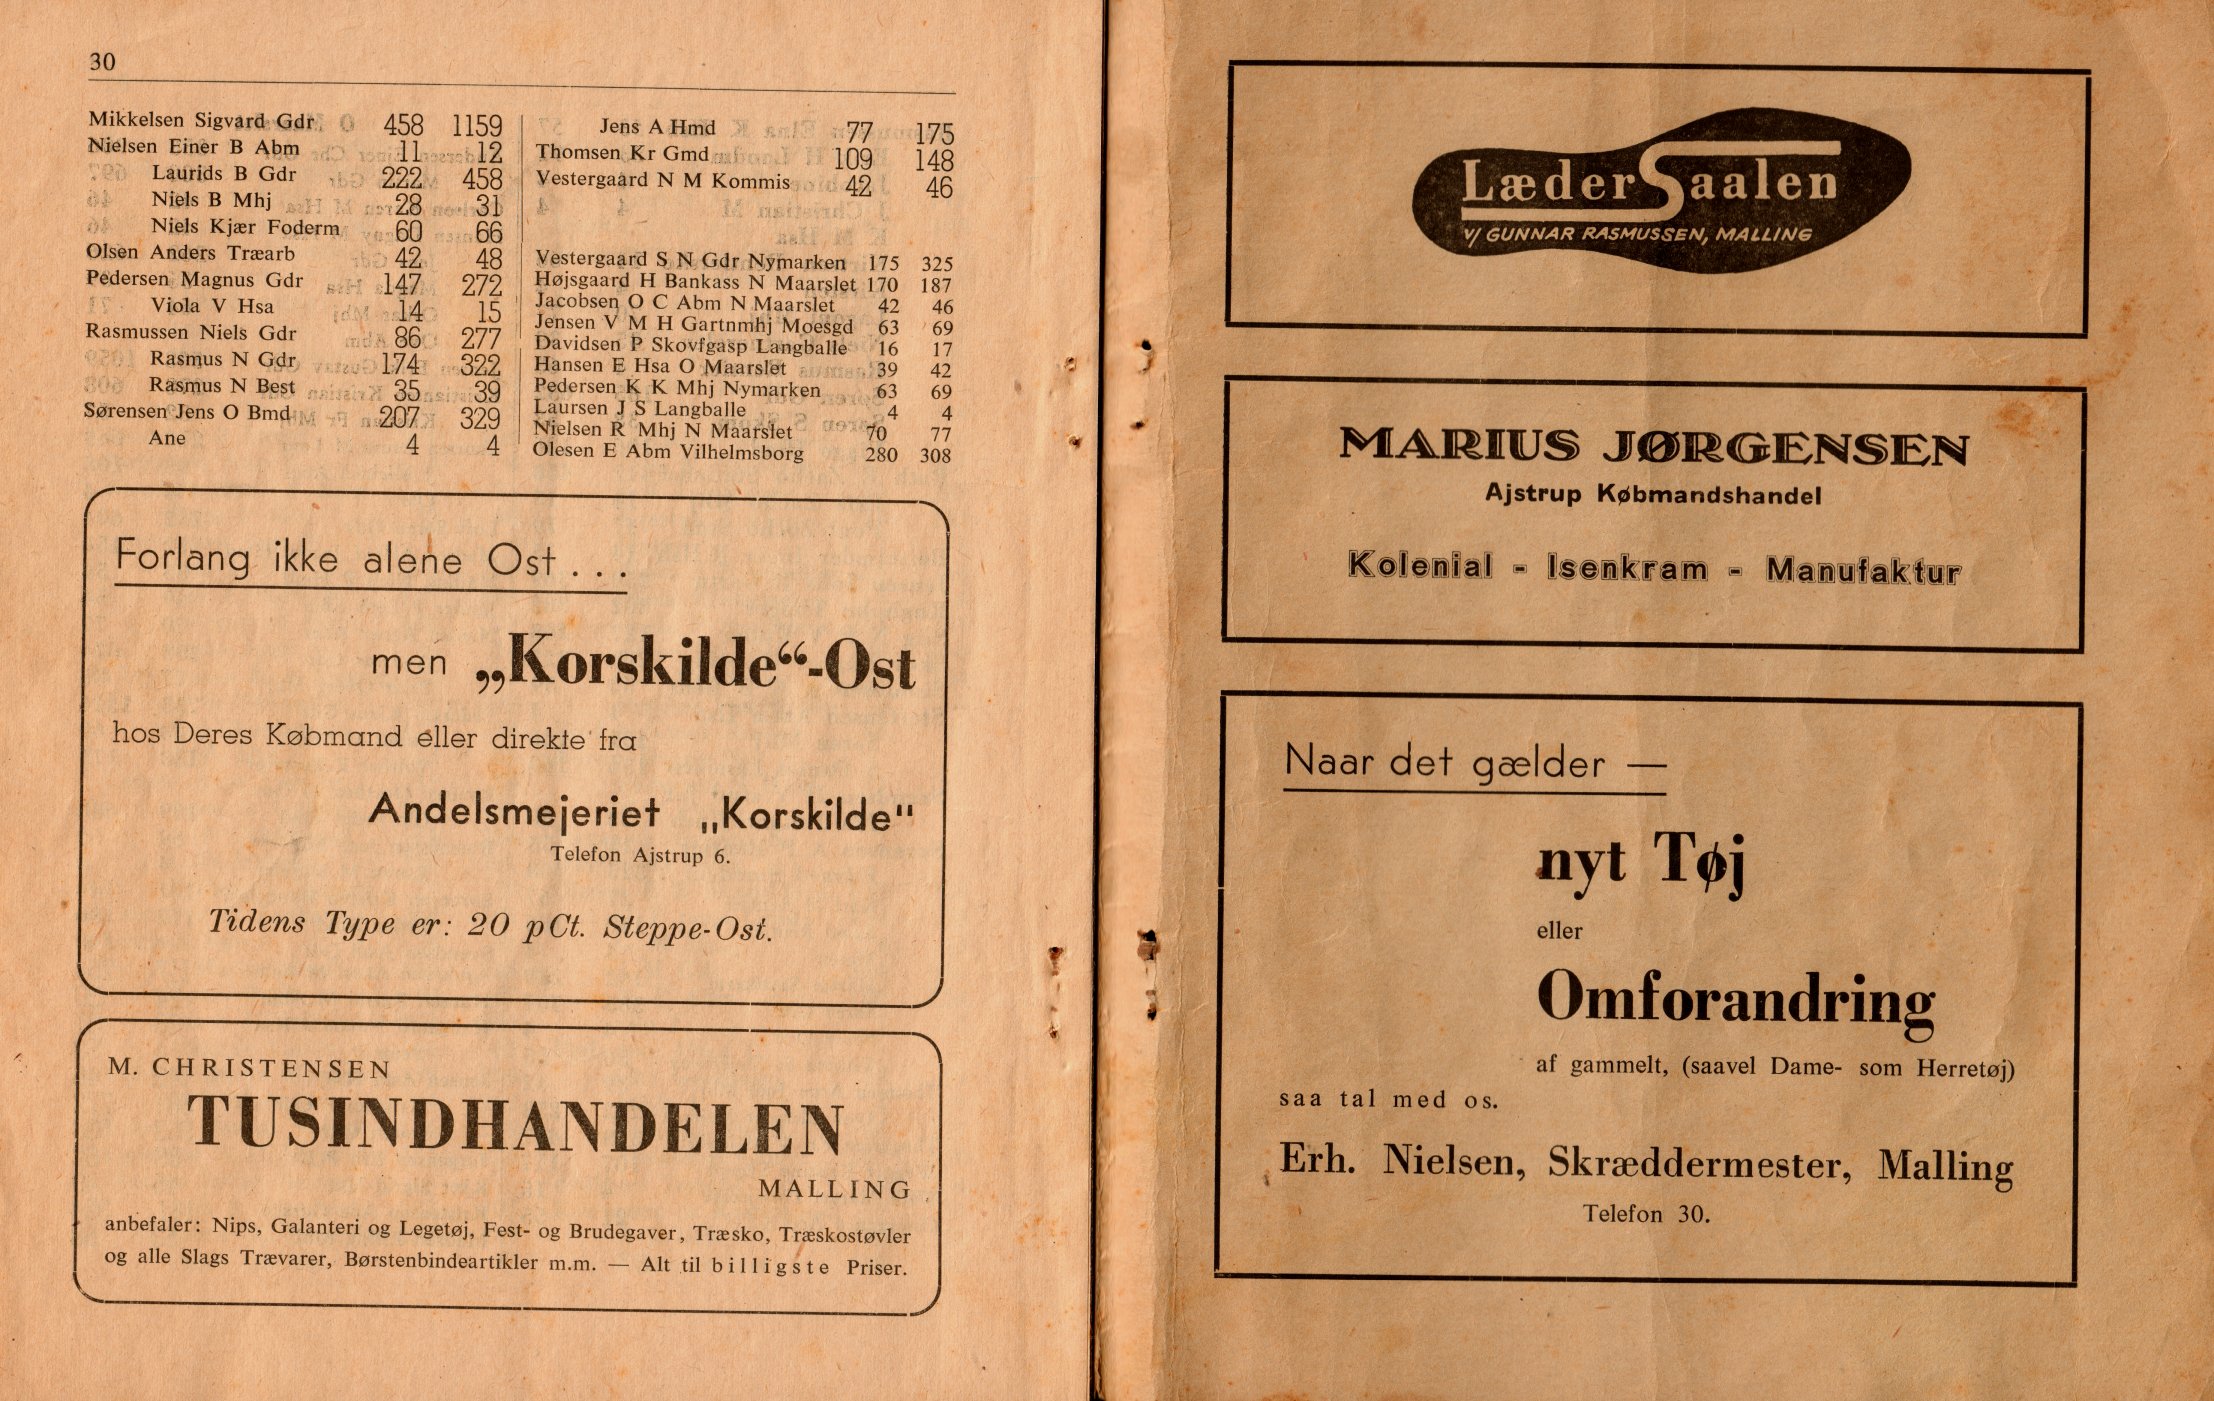 30
Mikkelsen Sigvard Gdr 458 1159
Nielsen Einer B Abm 11 12
Laurids B Gdr 222 458
Niels B Mhj 28 31
Niels Kjær Foderm 60 66
Olsen Anders Træarb 42 48
Pedersen Magnus Gdr 147 272
Viola V Hsa 14 15
Rasmussen Niels Gdr 86 277
Rasmus N Gdr 174 322
Rasmus N Best 35 39
Sørensen Jens O Bmd 207 329
Ane 4 4
Jens A Hmd 77 175
Thomsen Kr Gmd 109 148
Vestergaard N M Kommis 42 46
Vestergaard S N Gdr Nymarken 175 325
Højsgaard H Bankass N Maarslet 170 187
Jacobsen O C Abm N Maarslet 42 46
Jensen V M H Gartnmhj Moesgd 63 69
Davidsen P Skovfgasp Langballe 16 17
Hansen E Hsa O Maarslet 39 42
Pedersen K K Mhj Nymarken 63 69
Laursen J S Langballe 4 4
Nielsen R Mhj N Maarslet 70 77
Olesen E Abm Vilhelmsborg 280 308
Forlang ikke alene Ost . . .
men „Korskilde“-Ost
hos Deres Købmand eller direkte fra
Andelsmejeriet „Korskilde"
Telefon Ajstrup 6.
Tidens Type er: 20 pCt. Steppe-Ost.
M. CHRISTENSEN
TUSINDHANDELEN
MALLING
anbefaler: Nips, Galanteri og Legetøj, Fest- og Brudegaver, Træsko, Træskostøvler
og alle Slags Trævarer, Børstenbindeartikler m.m. — Alt til billigste Priser.
LæderSaalen
v/ GUNNAR RASMUSSEN, MALLING
MARIUS JØRGENSEN
Ajstrup Købmandshandel
Kolenial - Isenkram - Manufaktur
Naar det gælder —
nyt Tøj
eller
Omforandring
af gammelt, (saavel Dame- som Herretøj)
saa tal med os.
Erh. Nielsen, Skræddermester, Malling
Telefon 30.